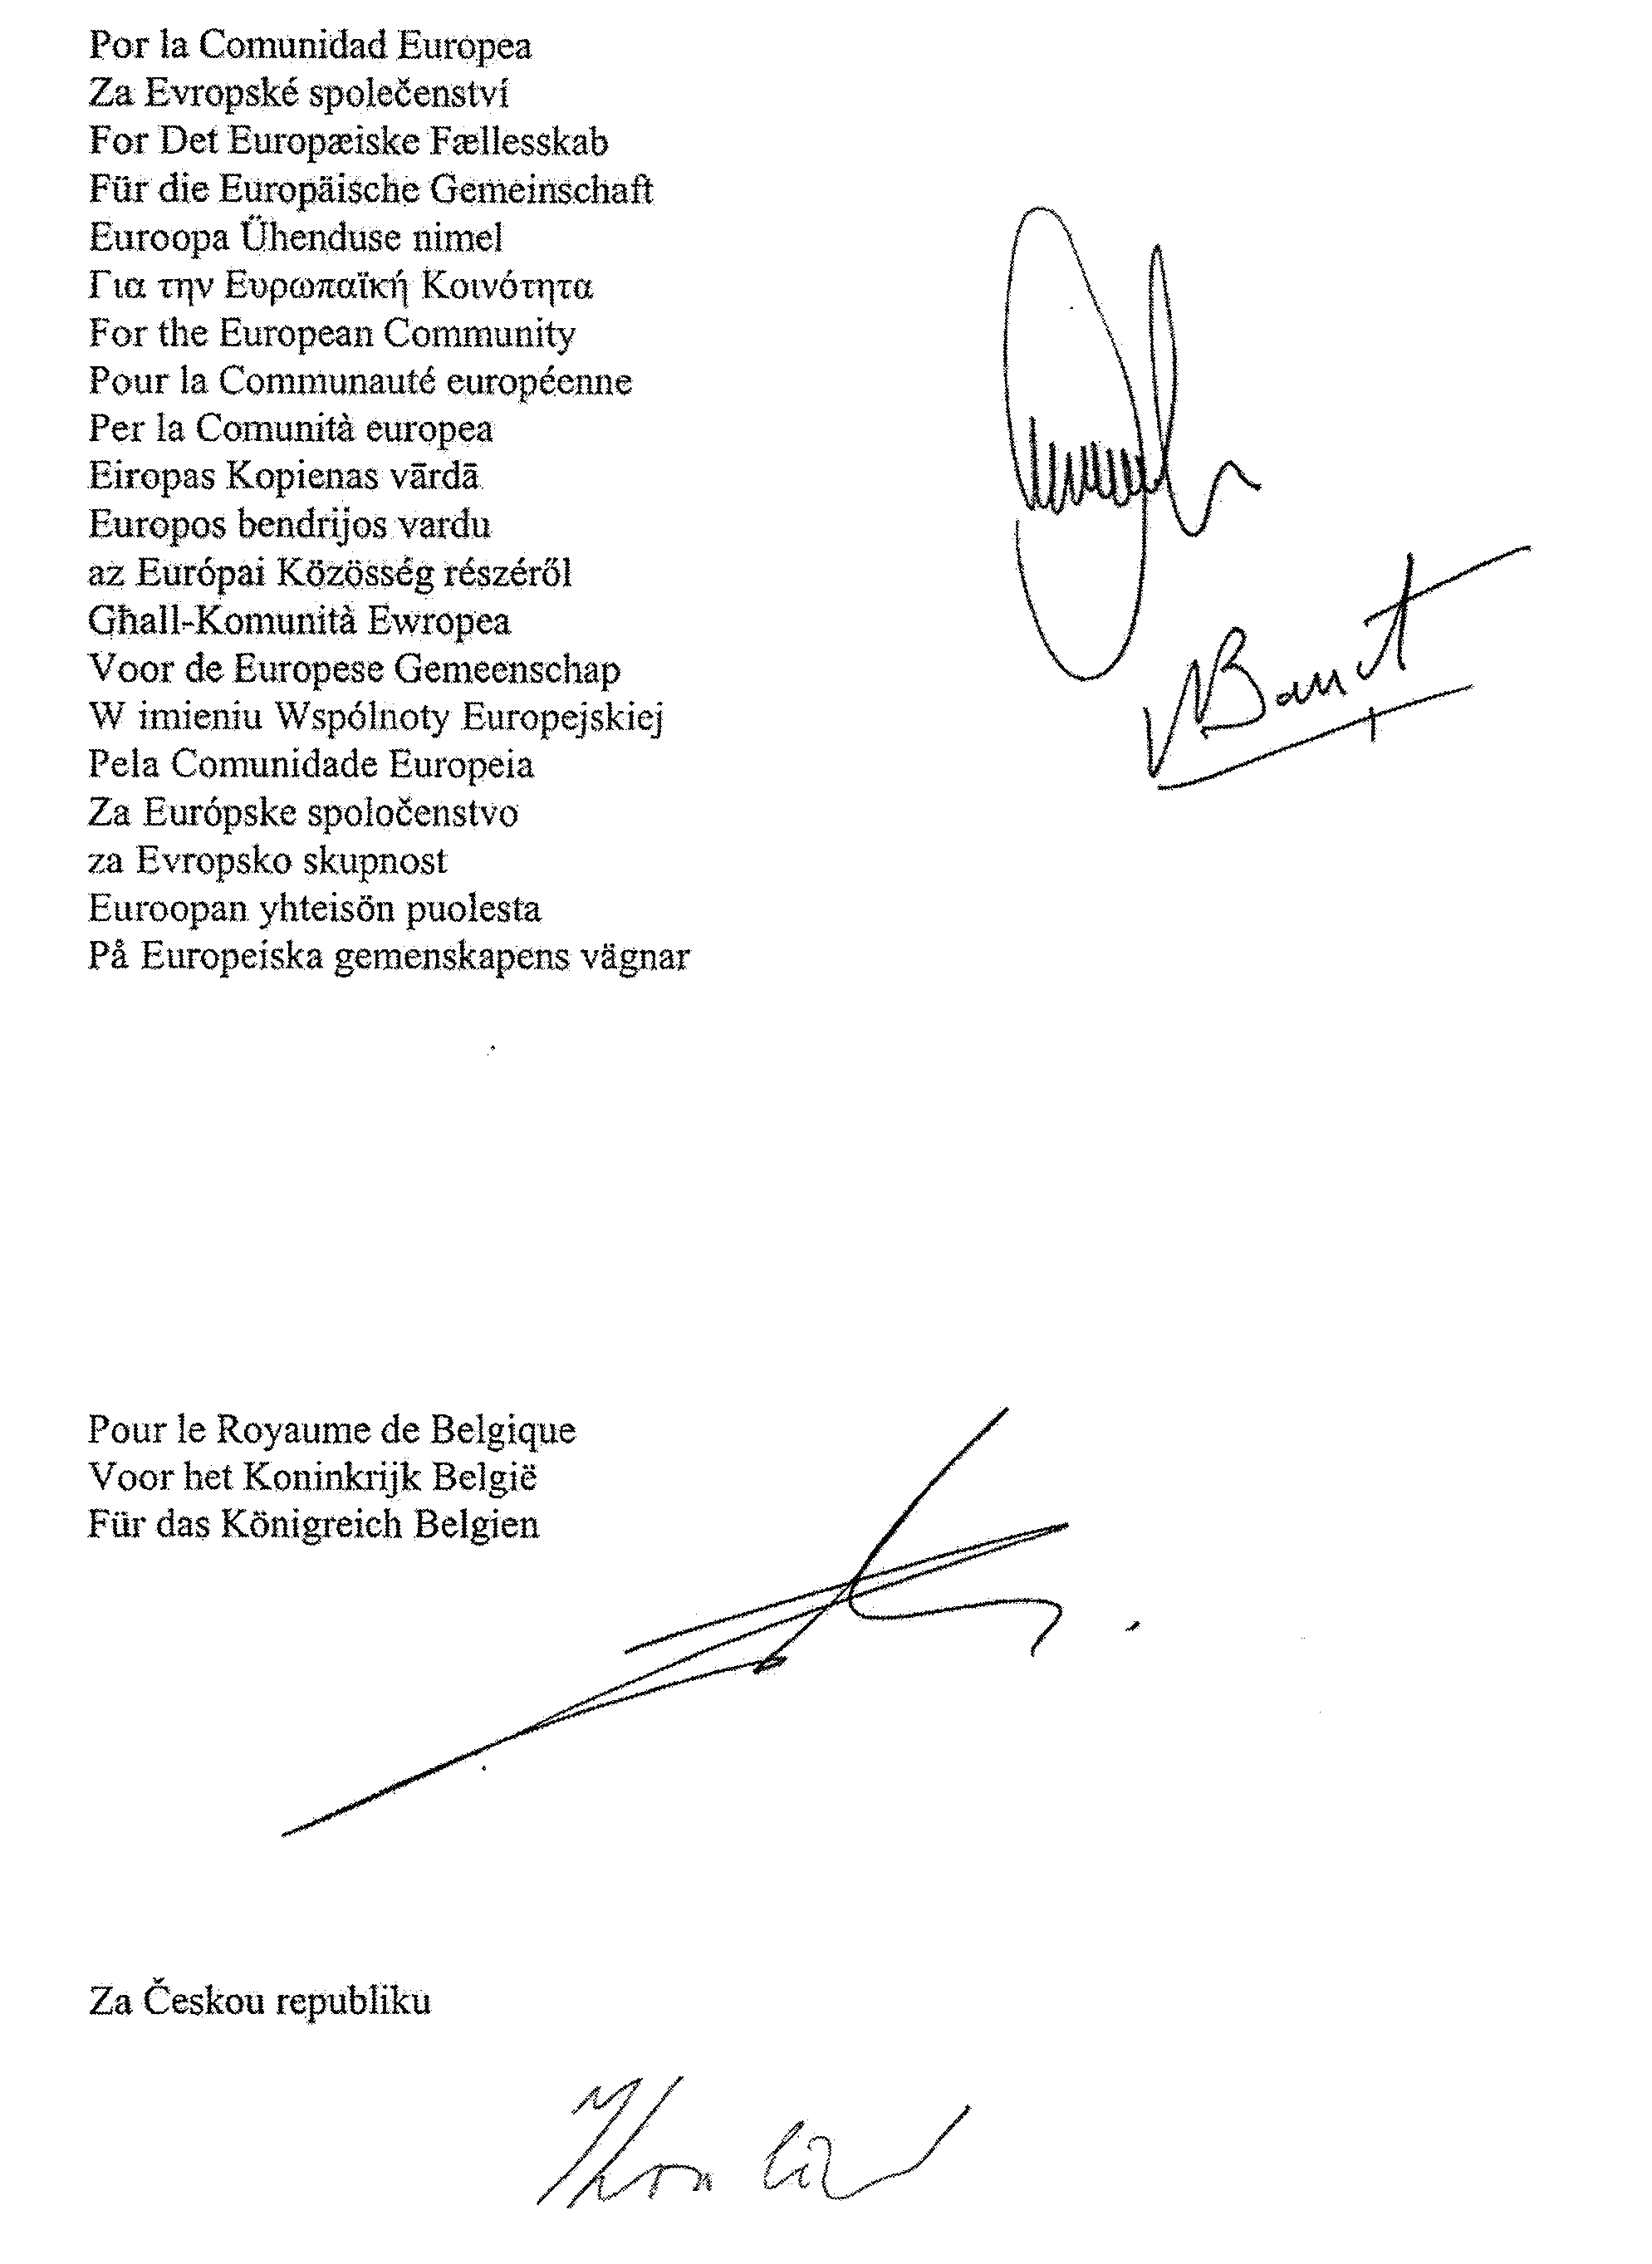 Por la Comunidad Europea
Za Evropské společenství
For Det Europæiske Fællesskab
Für die Europäische Gemeinschaft
Euroopa Ühenduse nimel
Για την Ευρωπαϊκή Κοινότητα
For the European Community
Pour la Communauté européenne
Per la Comunità europea
Eiropas Kopienas vārdā
Europos bendrijos vardu
az Európai Közösség részéről
Għall-Komunità Ewropea
Voor de Europese Gemeenschap
W imieniu Wspólnoty Europejskiej
Pela Comunidade Europeia
Za Európske spoločenstvo
za Evropsko skupnost
Euroopan yhteisön puolesta
På Europeiska gemenskapens vägnar
Pour le Royaume de Belgique
Voor het Koninkrijk België
Für das Königreich Belgien
Za Českou republiku